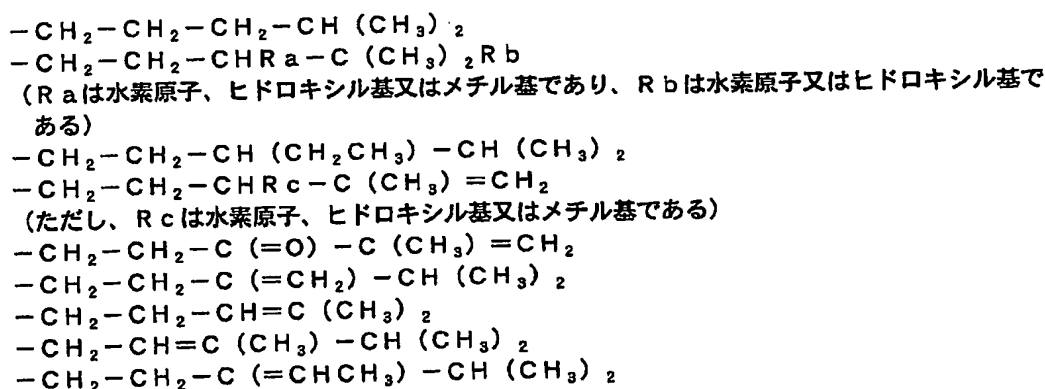 －CH₂－CH₂－CH₂－CH（CH₃）₂
－CH₂－CH₂－CHRa－C（CH₃）₂Rb
（Raは水素原子、ヒドロキシル基又はメチル基であり、Rbは水素原子又はヒドロキシル基で
ある）
－CH₂－CH₂－CH（CH₂CH₃）－CH（CH₃）₂
－CH₂－CH₂－CHRc－C（CH₃）＝CH₂
（ただし、Rcは水素原子、ヒドロキシル基又はメチル基である）
－CH₂－CH₂－C（＝O）－C（CH₃）＝CH₂
－CH₂－CH₂－C（＝CH₂）－CH（CH₃）₂
－CH₂－CH₂－CH＝C（CH₃）₂
－CH₂－CH＝C（CH₃）－CH（CH₃）₂
－CH₂－CH₂－C（＝CHCH₃）－CH（CH₃）₂